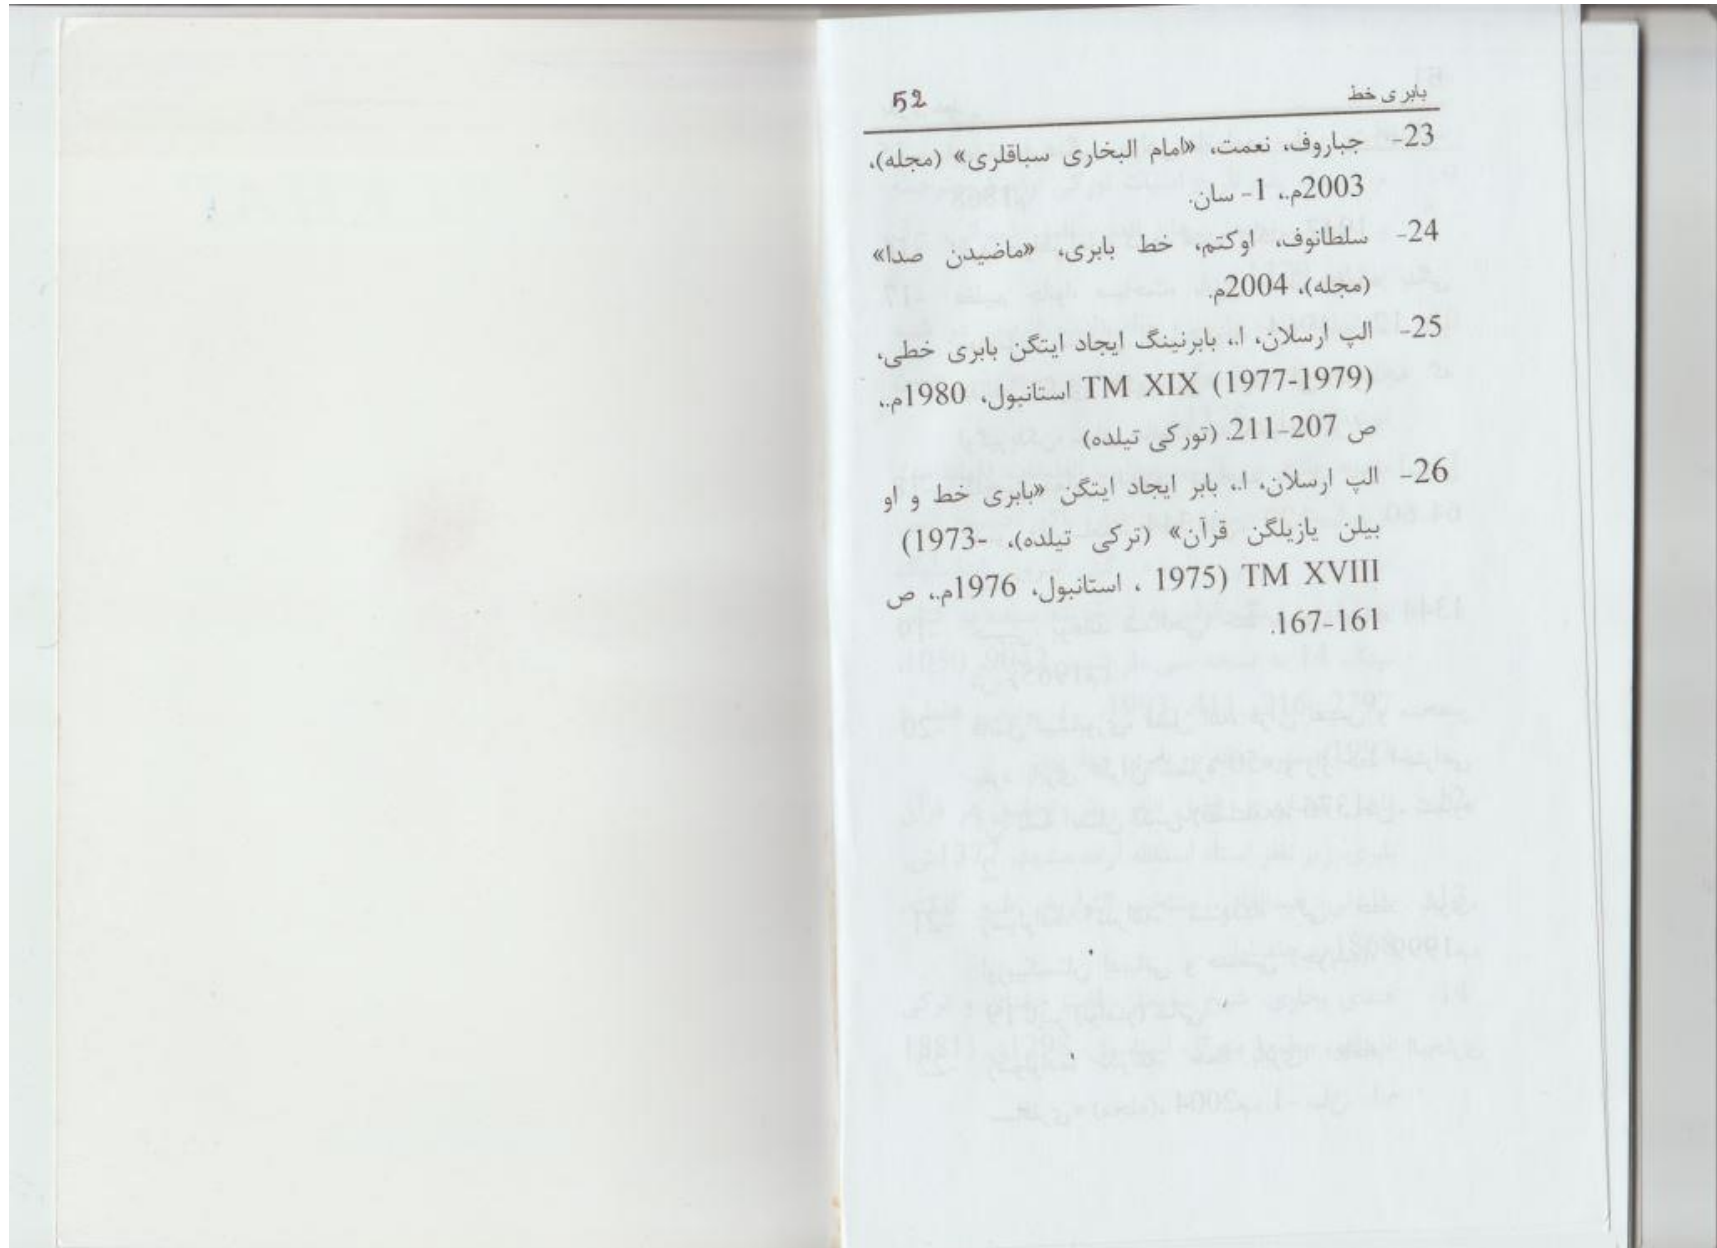 بابری خط 52
23- جباروف، نعمت، «امام البخاری سباقلری» (مجله)،
2003م.، 1- سان.
24- سلطانوف، اوکتم، خط بابری، «ماضیدن صدا»
(مجله)، 2004م.
25- الپ ارسلان، ا.، بابرنینگ ایجاد ایتگن بابری خطی،
TM XIX (1977-1979) استانبول، 1980م.،
ص 207-211. (تورکی تیلده)
26- الپ ارسلان، ا.، بابر ایجاد ایتگن «بابری خط و او
بیلن یازیلگن قرآن» (ترکی تیلده)، -1973)
TM XVIII (1975 ، استانبول، 1976م.، ص
161-167.